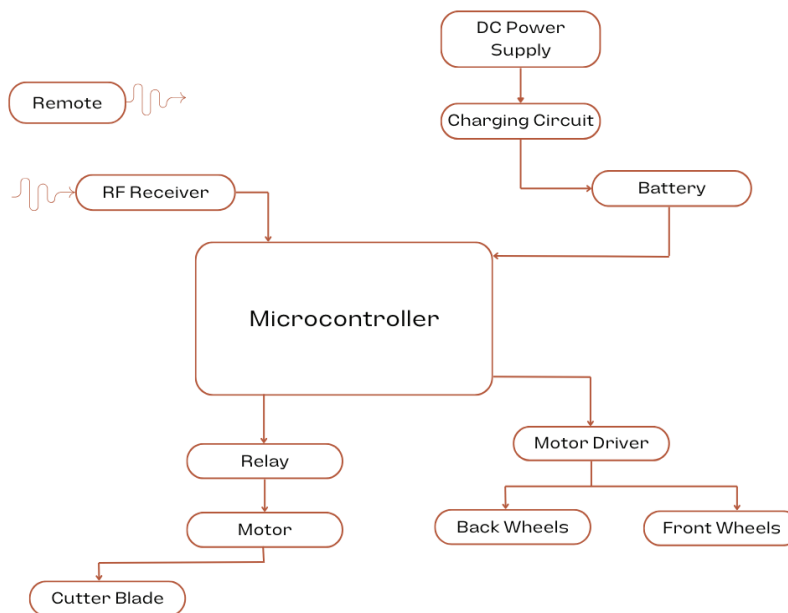 DC Power
Supply
Remote
Charging Circuit
RF Receiver
Battery
Microcontroller
Motor Driver
Relay
Motor
Back Wheels
Front Wheels
Cutter Blade